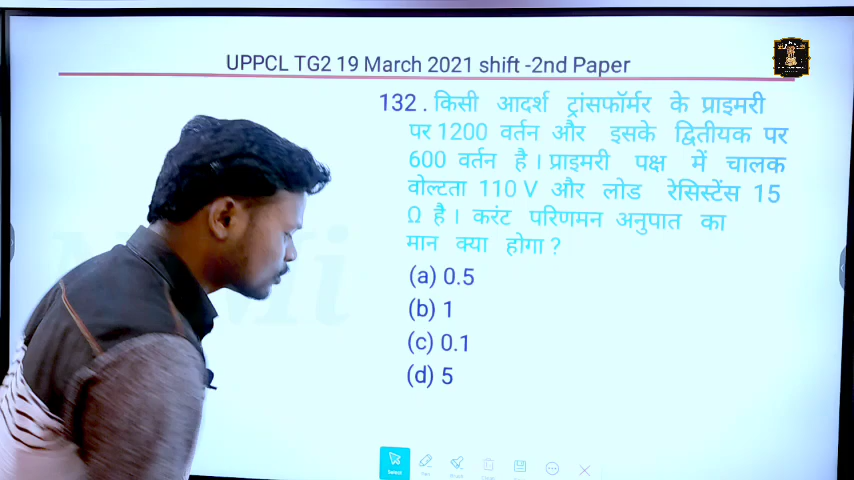 UPPCL TG2 19 March 2021 shift -2nd Paper
132 . किसी आदर्श ट्रांसफॉर्मर के प्राइमरी
पर 1200 वर्तन और इसके द्वितीयक पर
600 वर्तन है । प्राइमरी पक्ष में चालक
वोल्टता 110 V और लोड रेसिस्टेंस 15
Ω है । करंट परिणमन अनुपात का
मान क्या होगा ?
(a) 0.5
(b) 1
(c) 0.1
(d) 5
Select